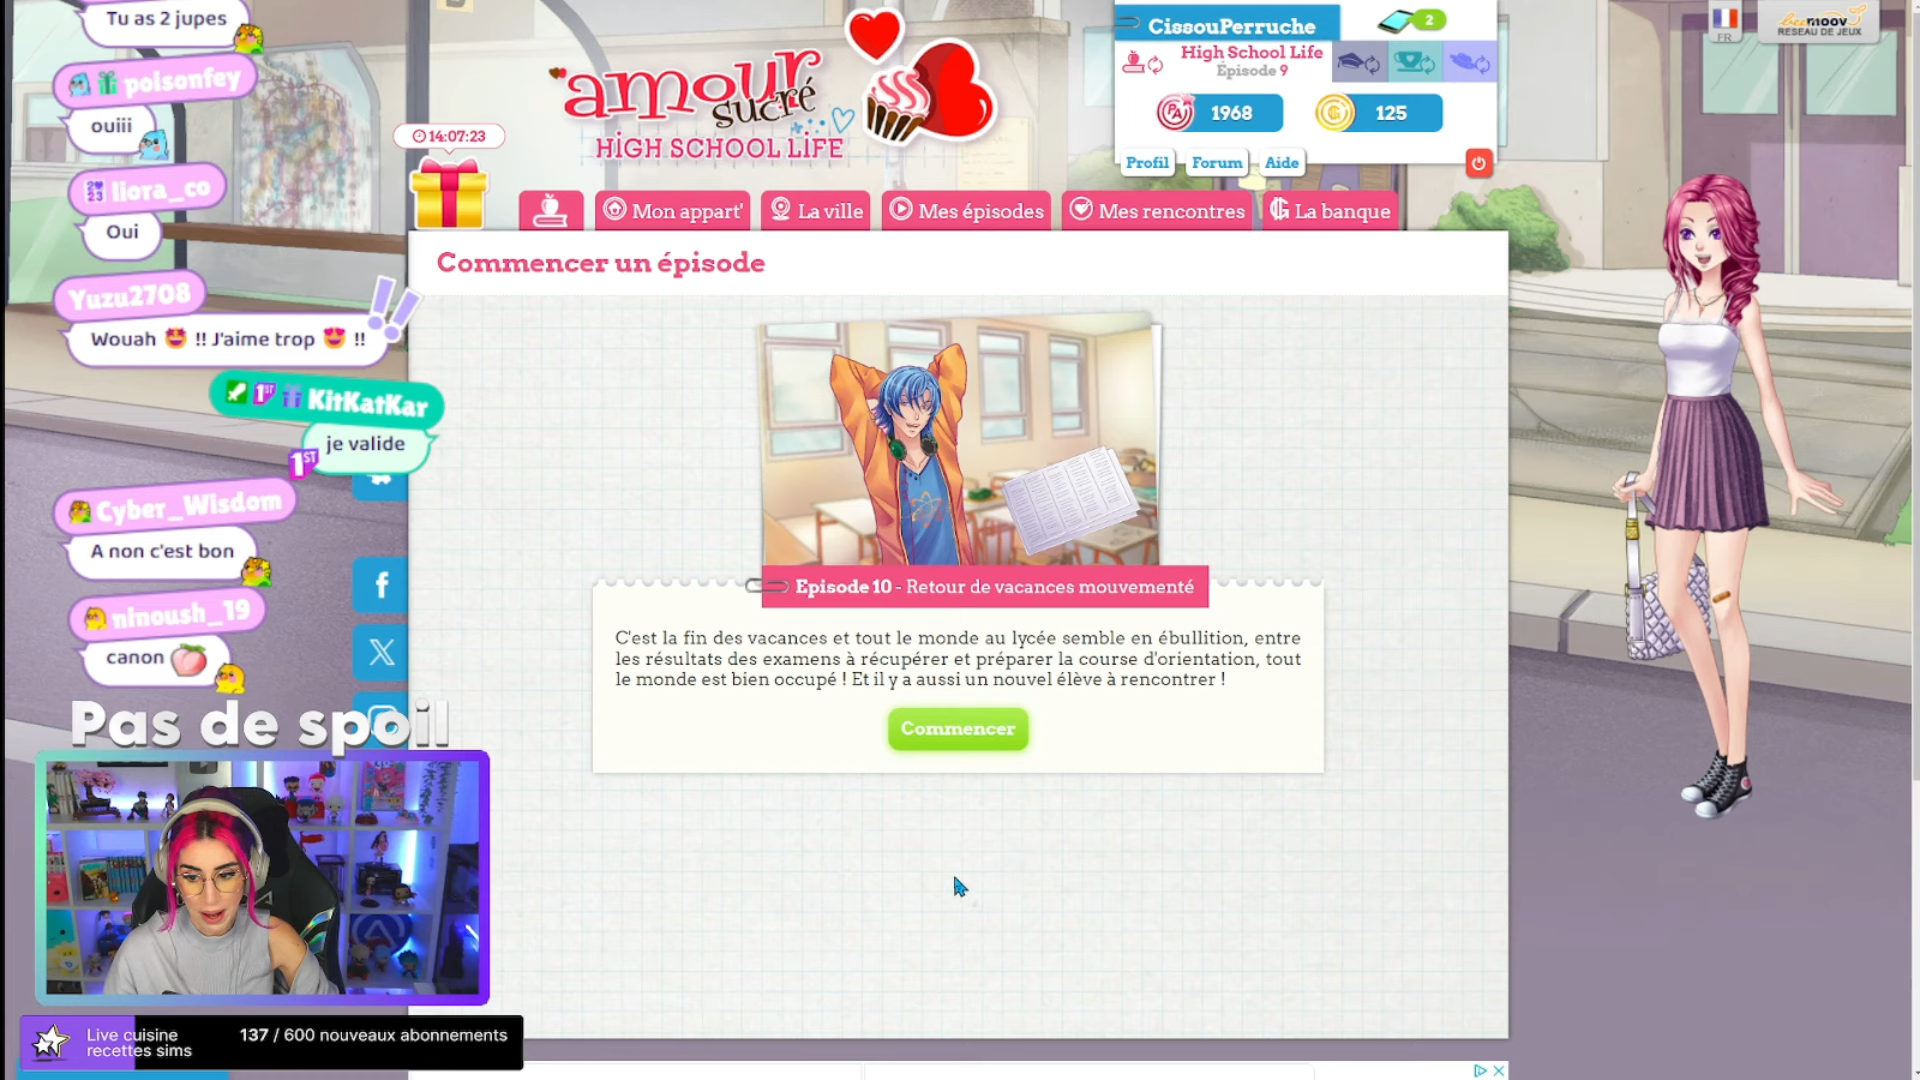 Tu as 2 jupes
poisonfey
ouiii
liora_co
Oui
Yuzu2708
Wouah !! J'aime trop !!
1ST KitKatKar
je valide
1ST
Cyber_Wisdom
A non c'est bon
ninoush_19
canon
Pas de spoil
Live cuisine
recettes sims
137 / 600 nouveaux abonnements
14:07:23
amour
sucré
HIGH SCHOOL LIFE
CissouPerruche
2
High School Life
Épisode 9
PA 1968
125
Profil
Forum
Aide
FR
beemoov
RESEAU DE JEUX
Mon appart'
La ville
Mes épisodes
Mes rencontres
La banque
Commencer un épisode
Episode 10 - Retour de vacances mouvementé
C'est la fin des vacances et tout le monde au lycée semble en ébullition, entre
les résultats des examens à récupérer et préparer la course d'orientation, tout
le monde est bien occupé ! Et il y a aussi un nouvel élève à rencontrer !
Commencer